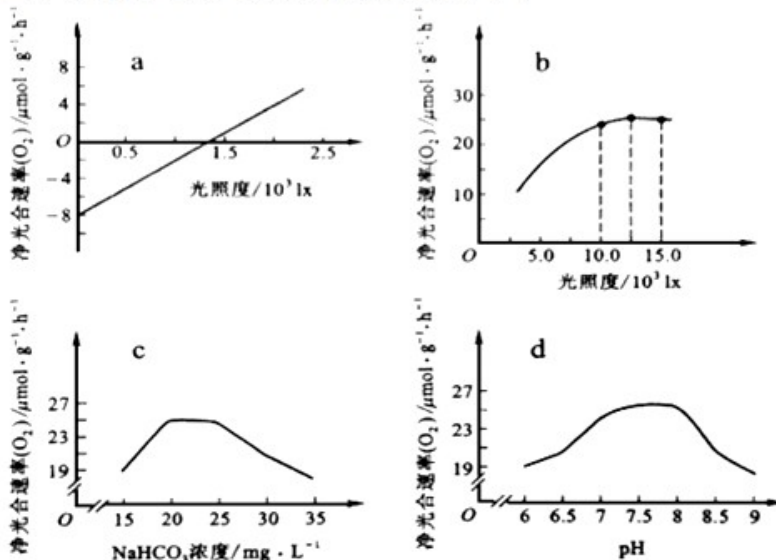 净光合速率(O₂)/μmol·g⁻¹·h⁻¹
a
8
4
O
0.5
1.5
2.5
光照度/10³ lx
-4
-8
净光合速率(O₂)/μmol·g⁻¹·h⁻¹
b
30
20
10
O
5.0
10.0
15.0
光照度/10³ lx
净光合速率(O₂)/μmol·g⁻¹·h⁻¹
c
27
23
19
O
15 20 25 30 35
NaHCO₃浓度/mg·L⁻¹
净光合速率(O₂)/μmol·g⁻¹·h⁻¹
d
27
23
19
O
6 6.5 7 7.5 8 8.5 9
pH